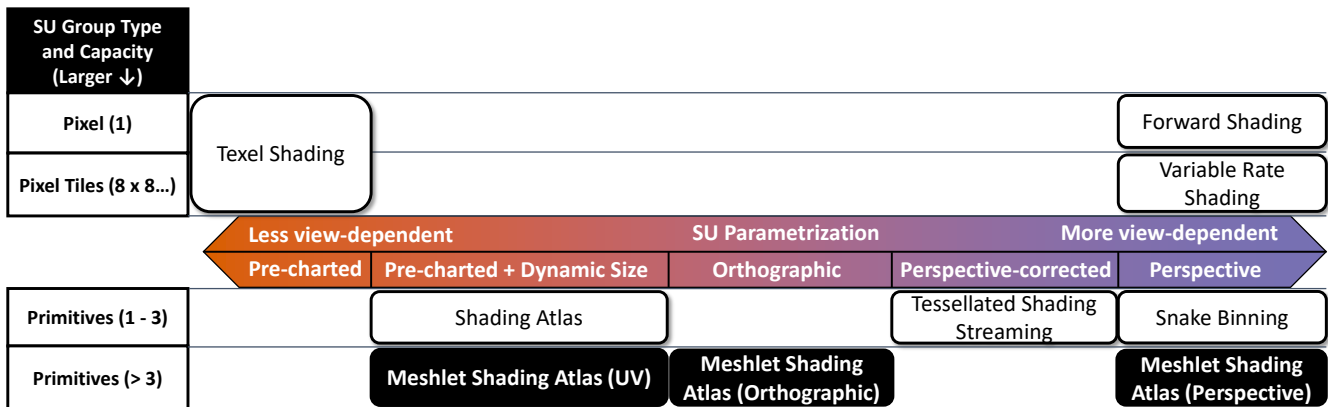 SU Group Type
and Capacity
(Larger ↓)
Pixel (1)
Texel Shading
Forward Shading
Pixel Tiles (8 x 8...)
Variable Rate
Shading
Less view-dependent
SU Parametrization
More view-dependent
Pre-charted
Pre-charted + Dynamic Size
Orthographic
Perspective-corrected
Perspective
Primitives (1 - 3)
Shading Atlas
Tessellated Shading
Streaming
Snake Binning
Primitives (> 3)
Meshlet Shading Atlas (UV)
Meshlet Shading
Atlas (Orthographic)
Meshlet Shading
Atlas (Perspective)